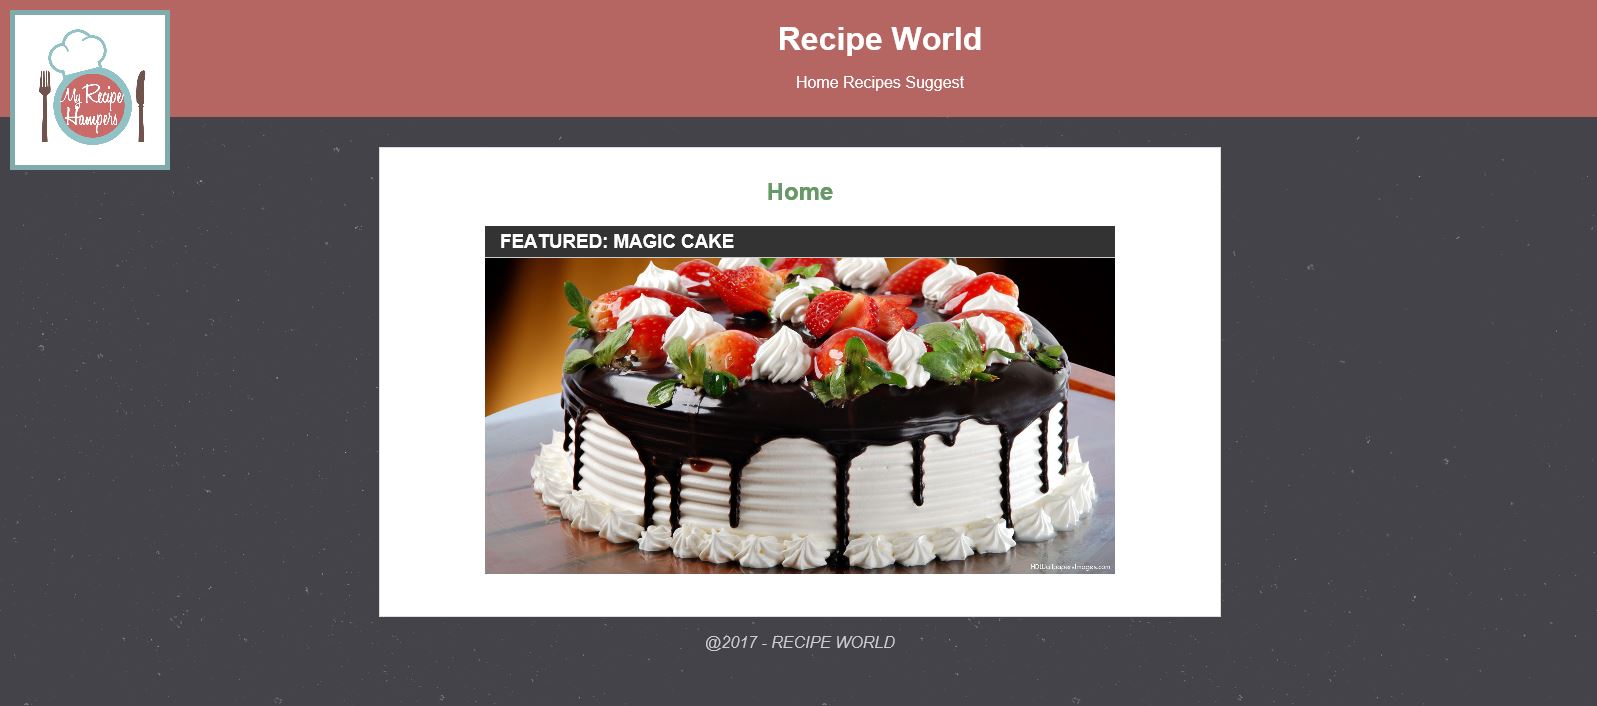 Recipe World
Home Recipes Suggest
My Recipe
Hampers
Home
FEATURED: MAGIC CAKE
HDWallpapersImages.com
@2017 - RECIPE WORLD